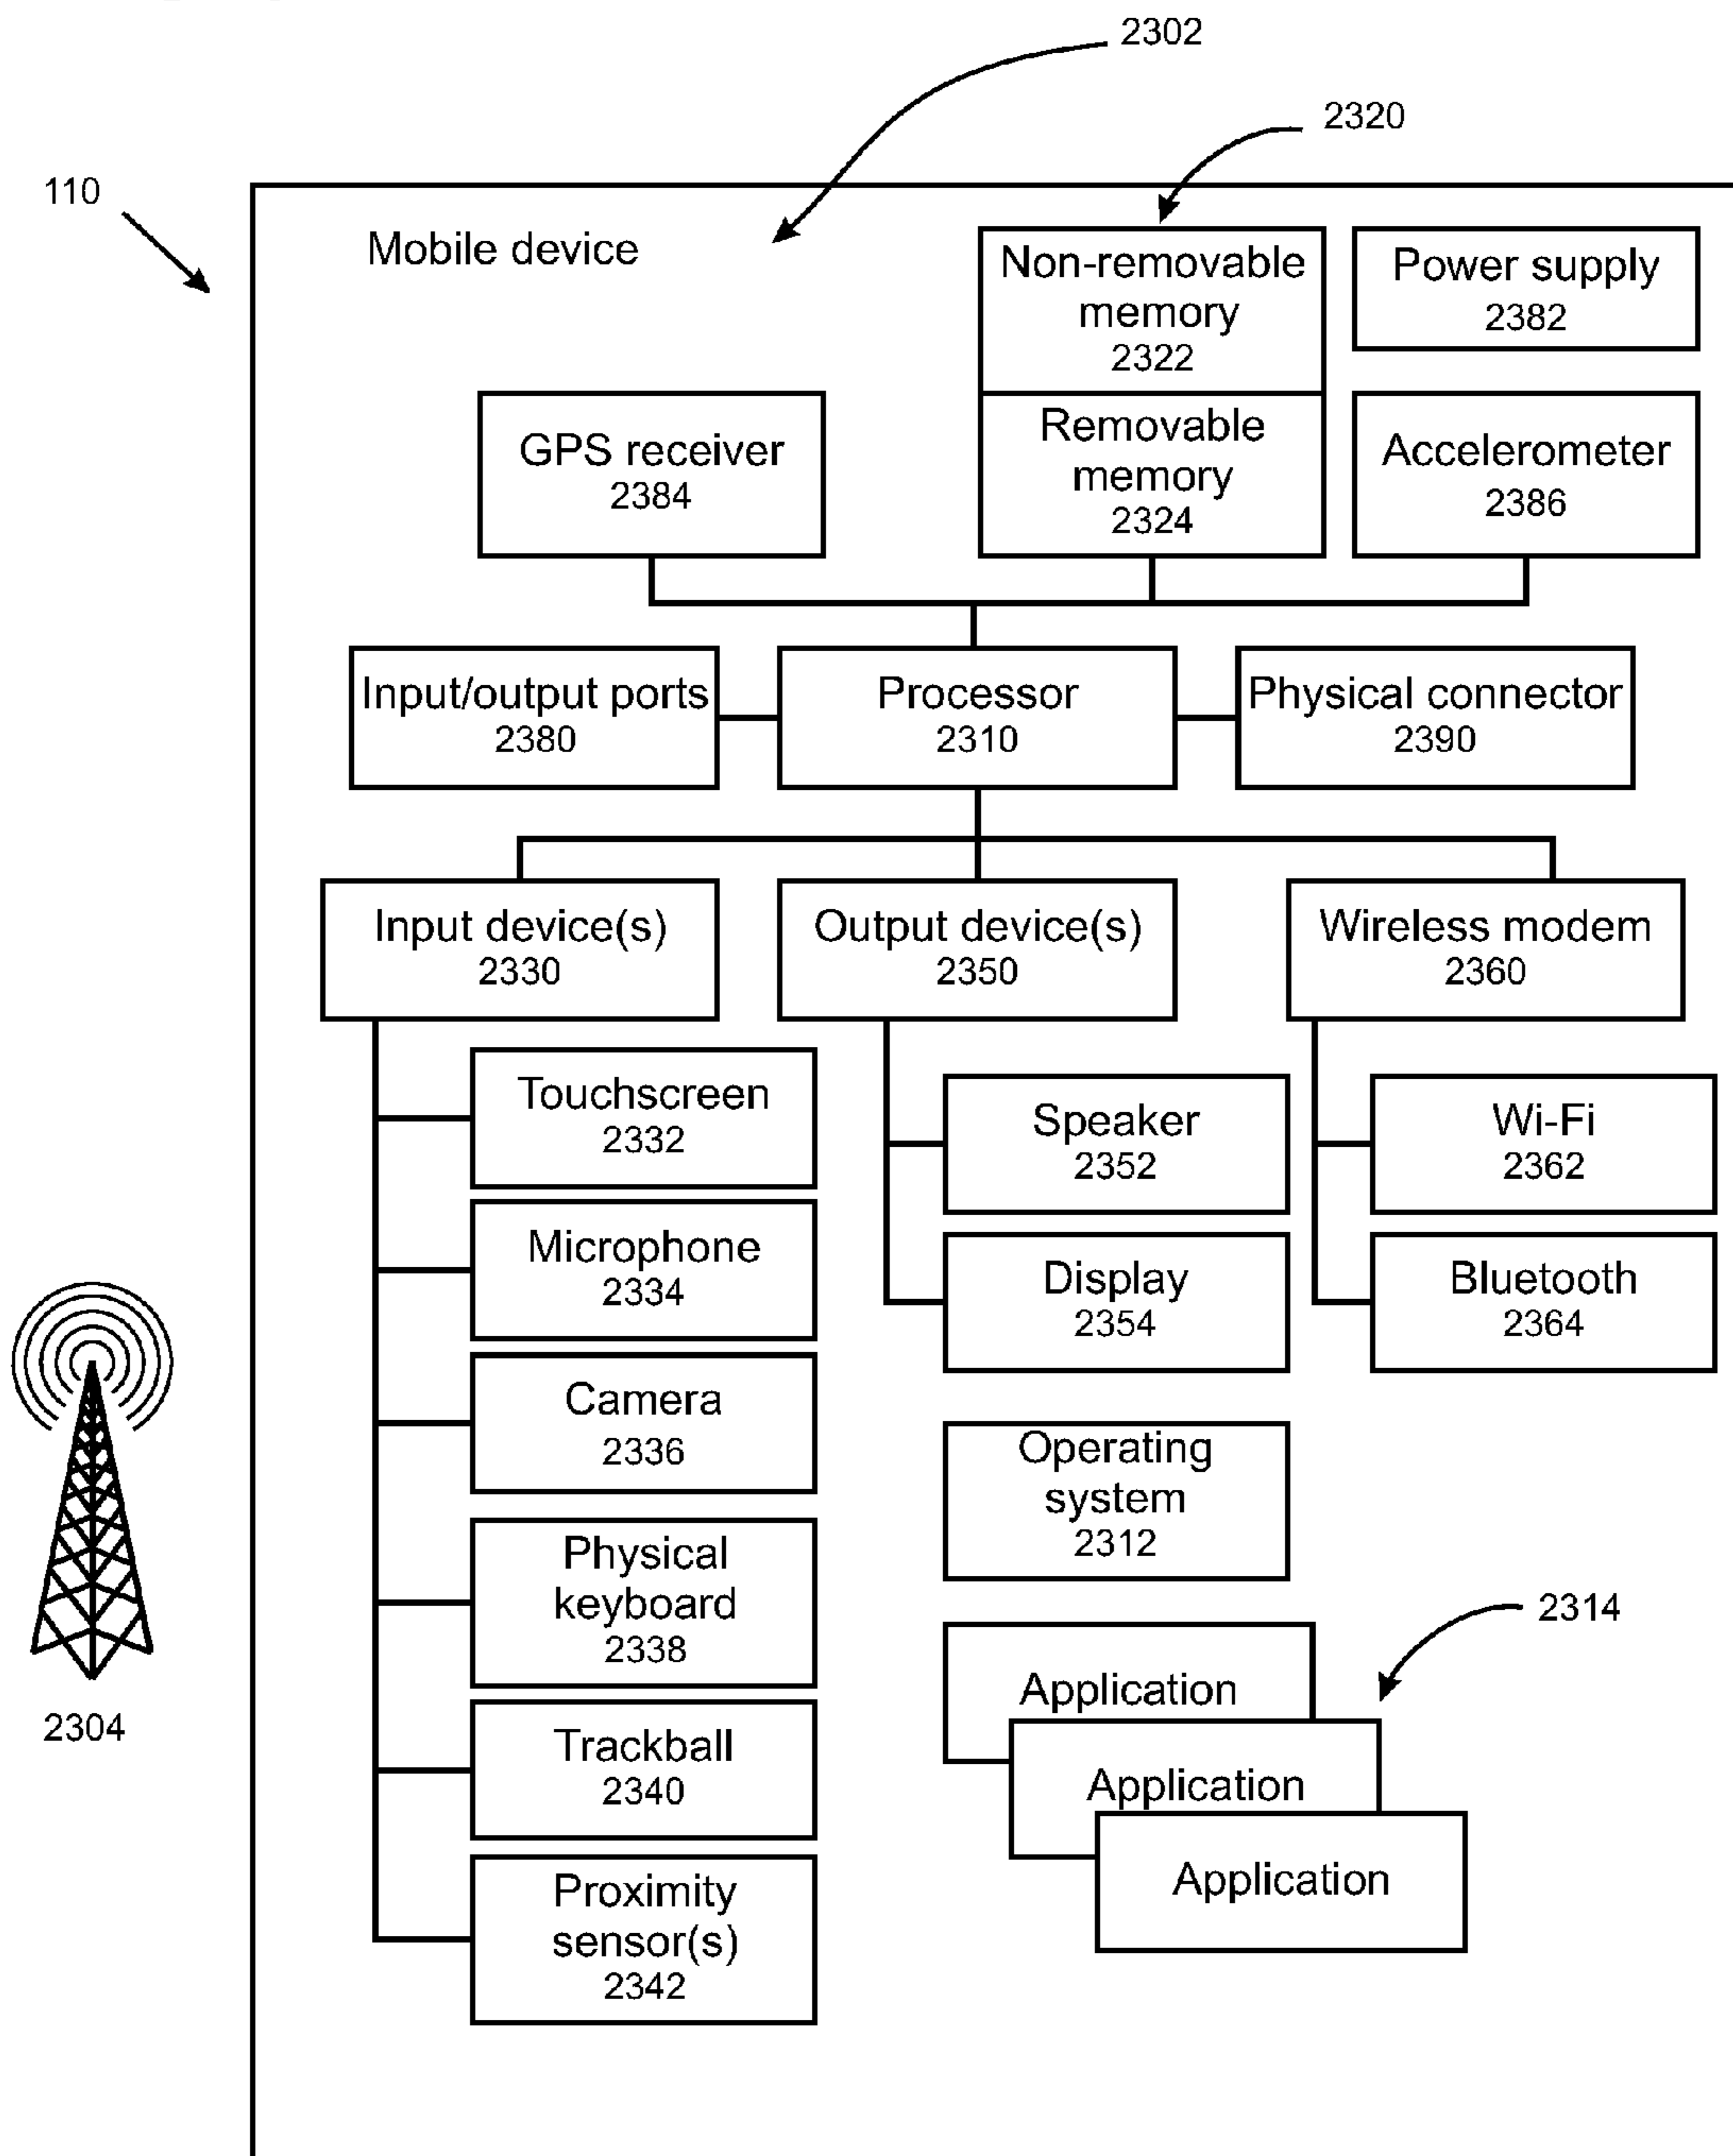 2302
2320
110
Mobile device
Non-removable
memory
2322
Power supply
2382
GPS receiver
2384
Removable
memory
2324
Accelerometer
2386
Input/output ports
2380
Processor
2310
Physical connector
2390
Input device(s)
2330
Output device(s)
2350
Wireless modem
2360
Touchscreen
2332
Speaker
2352
Wi-Fi
2362
Microphone
2334
Display
2354
Bluetooth
2364
Camera
2336
Operating
system
2312
Physical
keyboard
2338
2314
Application
2304
Trackball
2340
Application
Application
Proximity
sensor(s)
2342